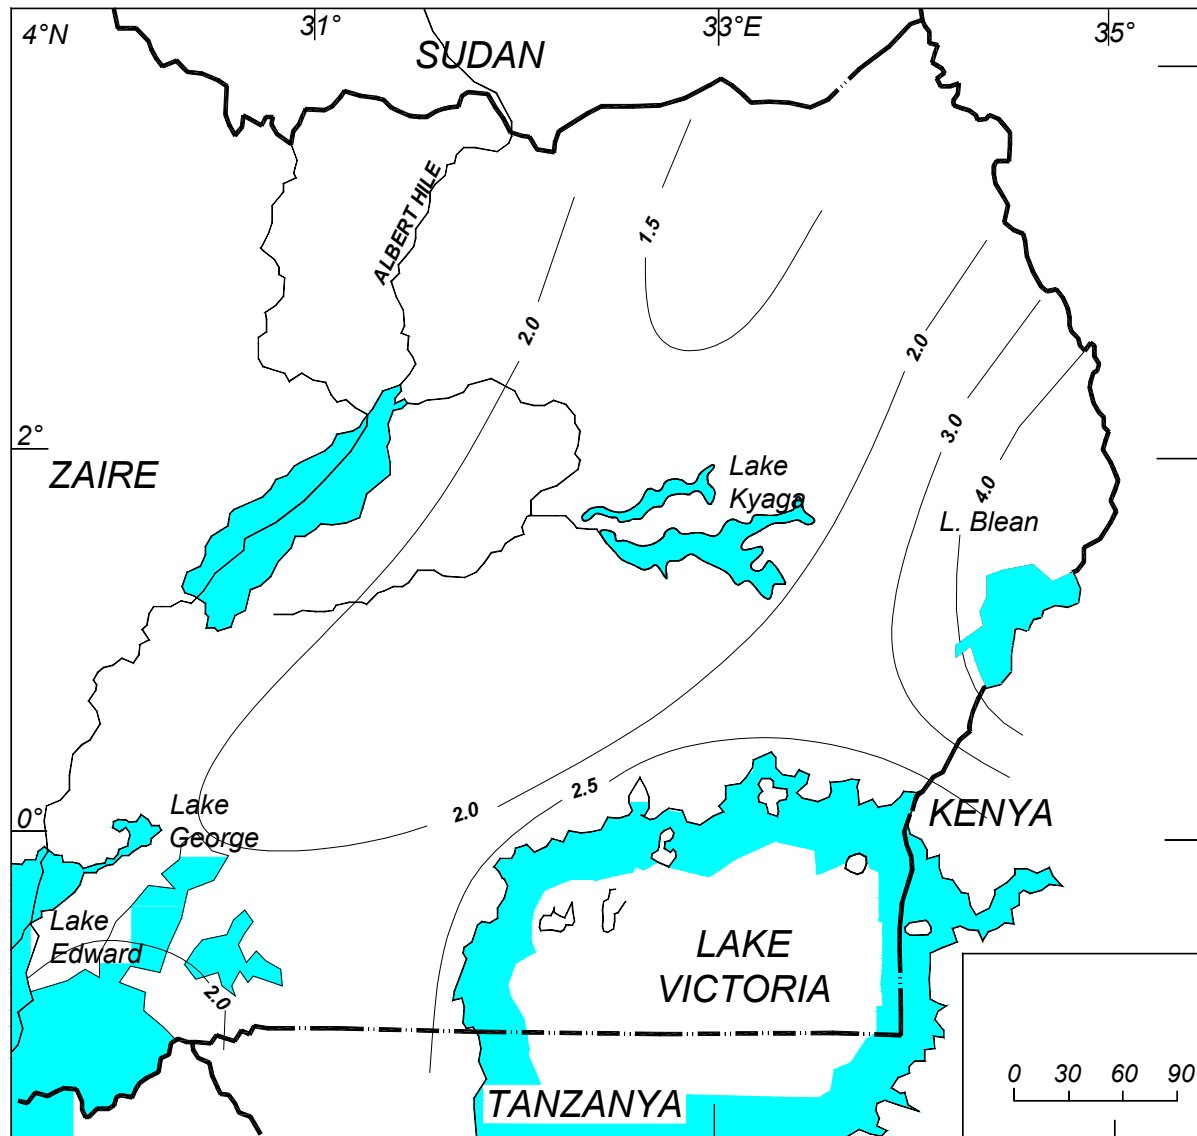 4°N
31°
33°E
35°
SUDAN
ALBERT HILE
1.5
2.0
2.0
3.0
4.0
2°
ZAIRE
Lake
Kyaga
L. Blean
2.0
2.5
0°
Lake
George
KENYA
Lake
Edward
2.0
LAKE
VICTORIA
TANZANYA
0 30 60 90